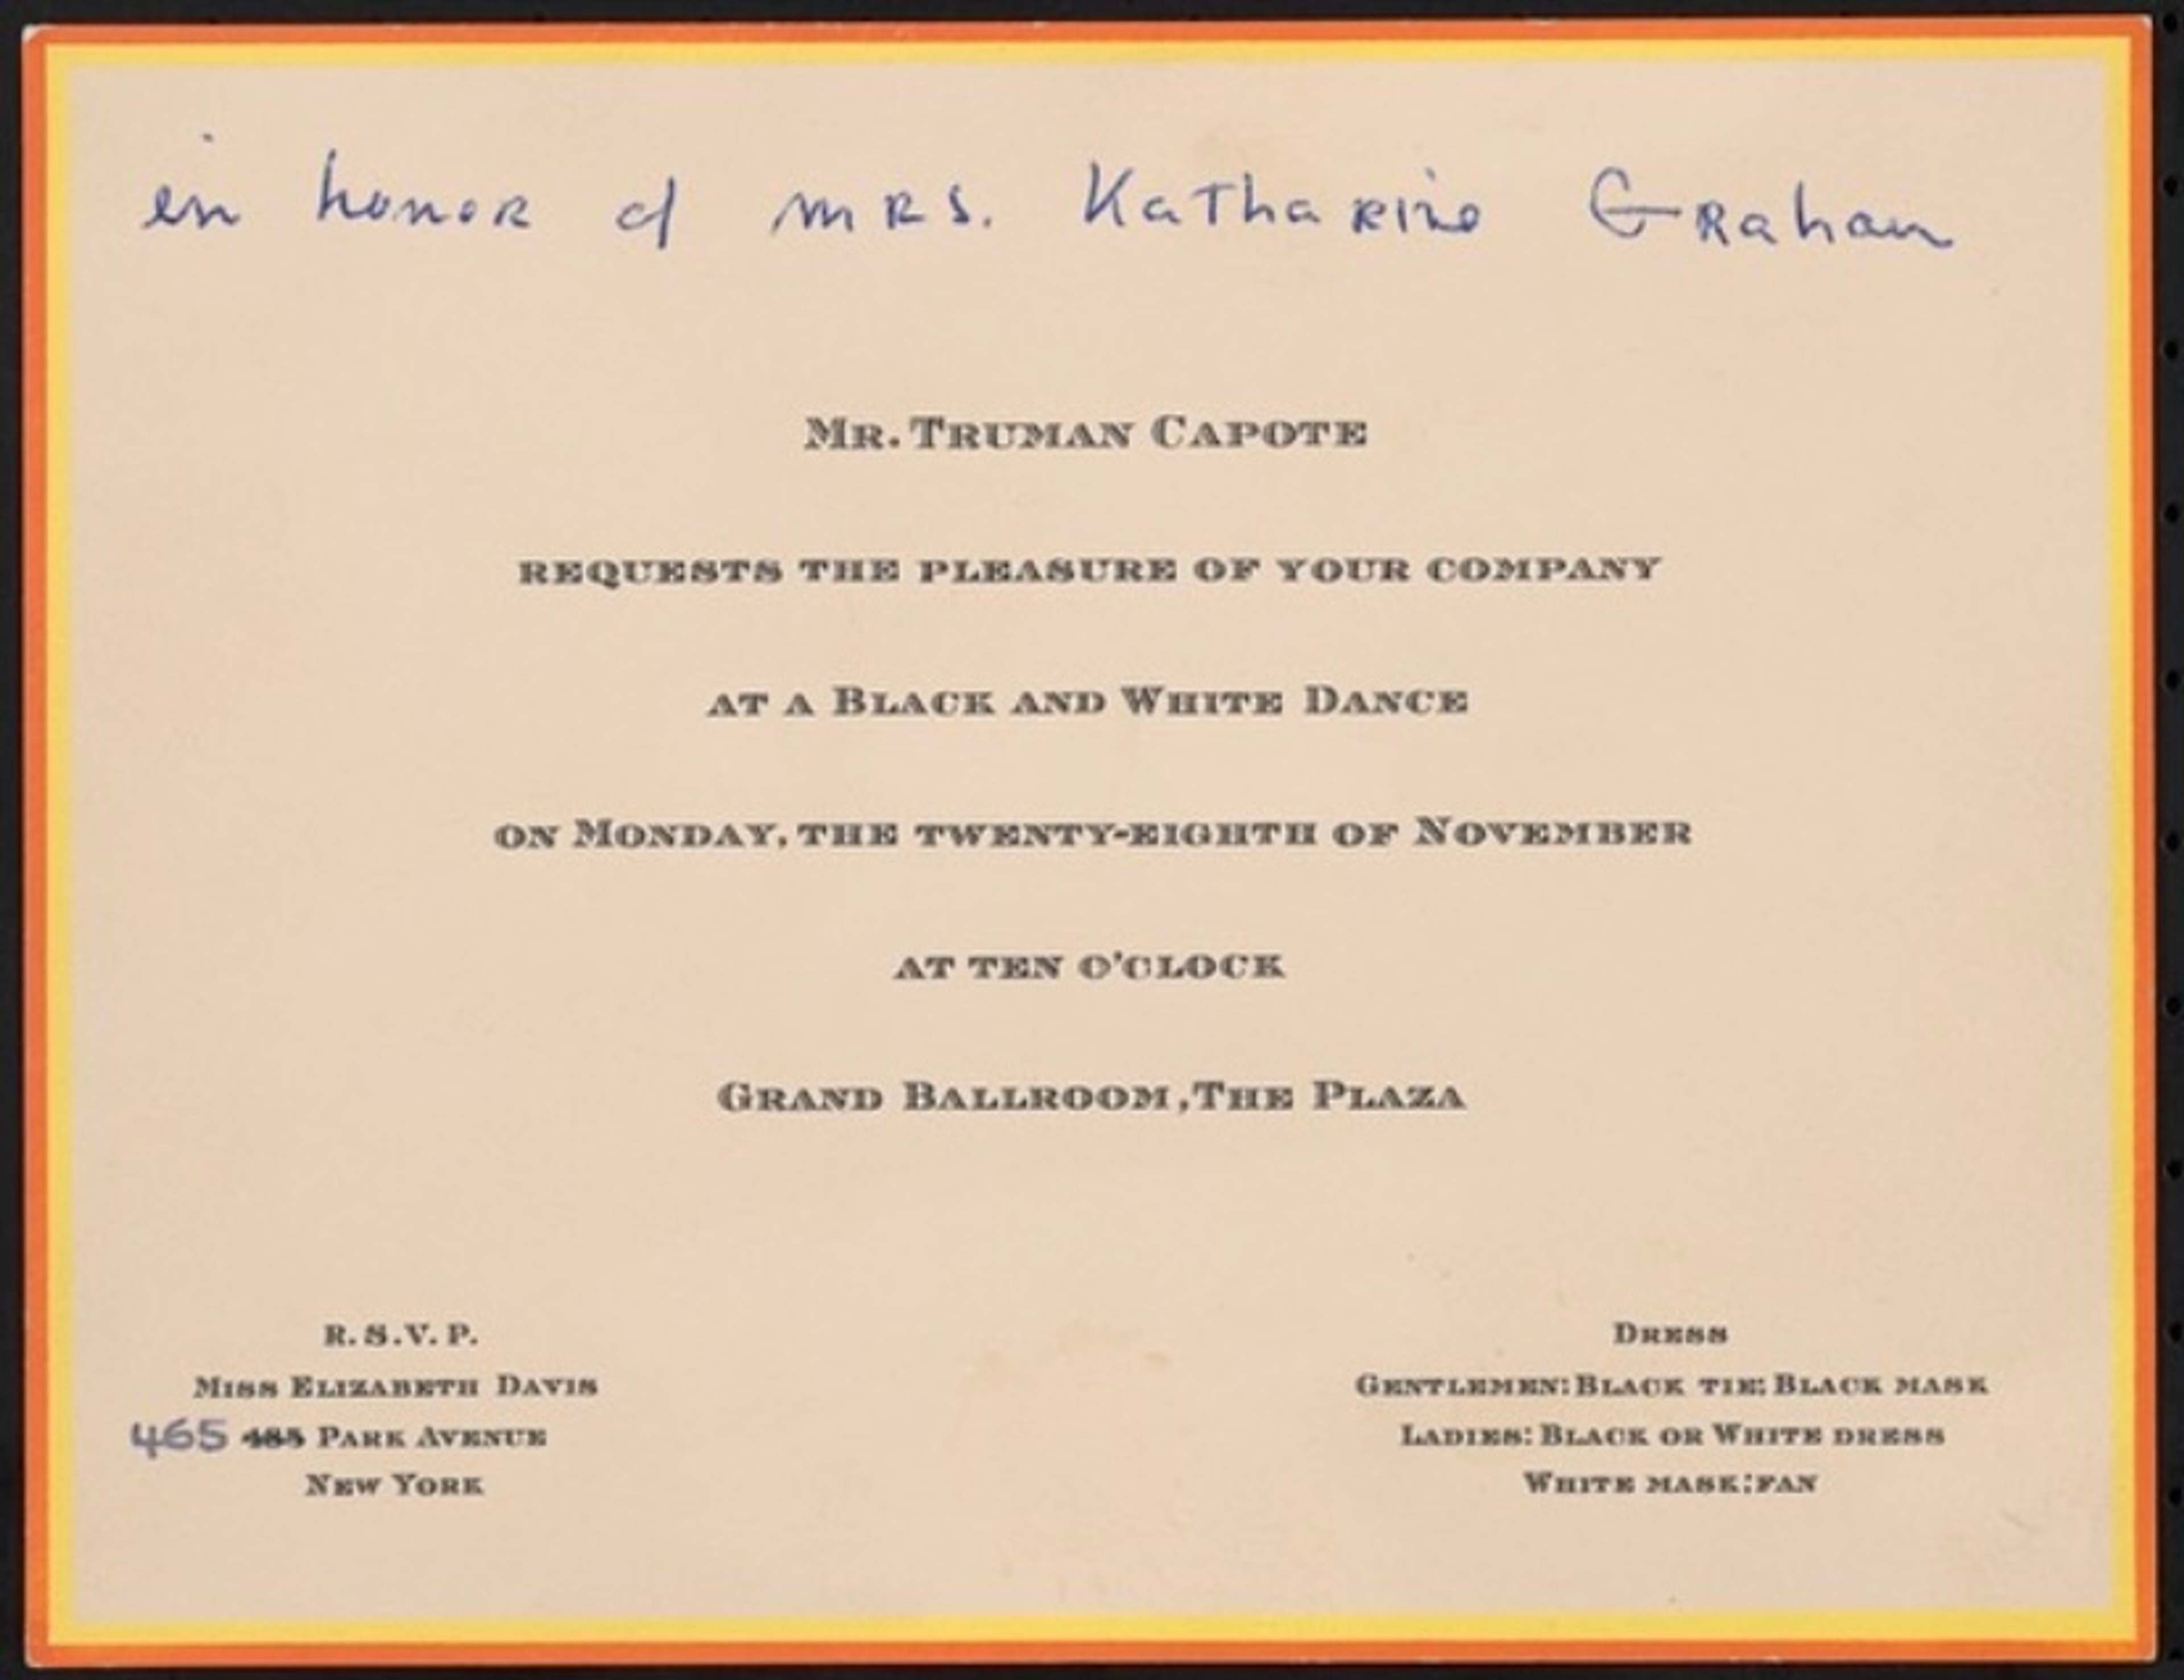 in honor of mrs. Katharine Graham
Mr. Truman Capote
requests the pleasure of your company
at a Black and White Dance
on Monday, the twenty-eighth of November
at ten o'clock
Grand Ballroom, The Plaza
R.S.V.P.
Miss Elizabeth Davis
465 Park Avenue
New York
Dress
Gentlemen: Black tie; Black mask
Ladies: Black or White dress
White mask; fan